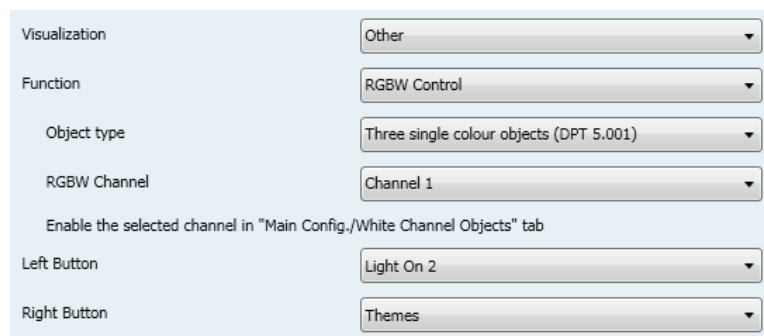 Visualization Other
Function RGBW Control
Object type Three single colour objects (DPT 5.001)
RGBW Channel Channel 1
Enable the selected channel in "Main Config./White Channel Objects" tab
Left Button Light On 2
Right Button Themes